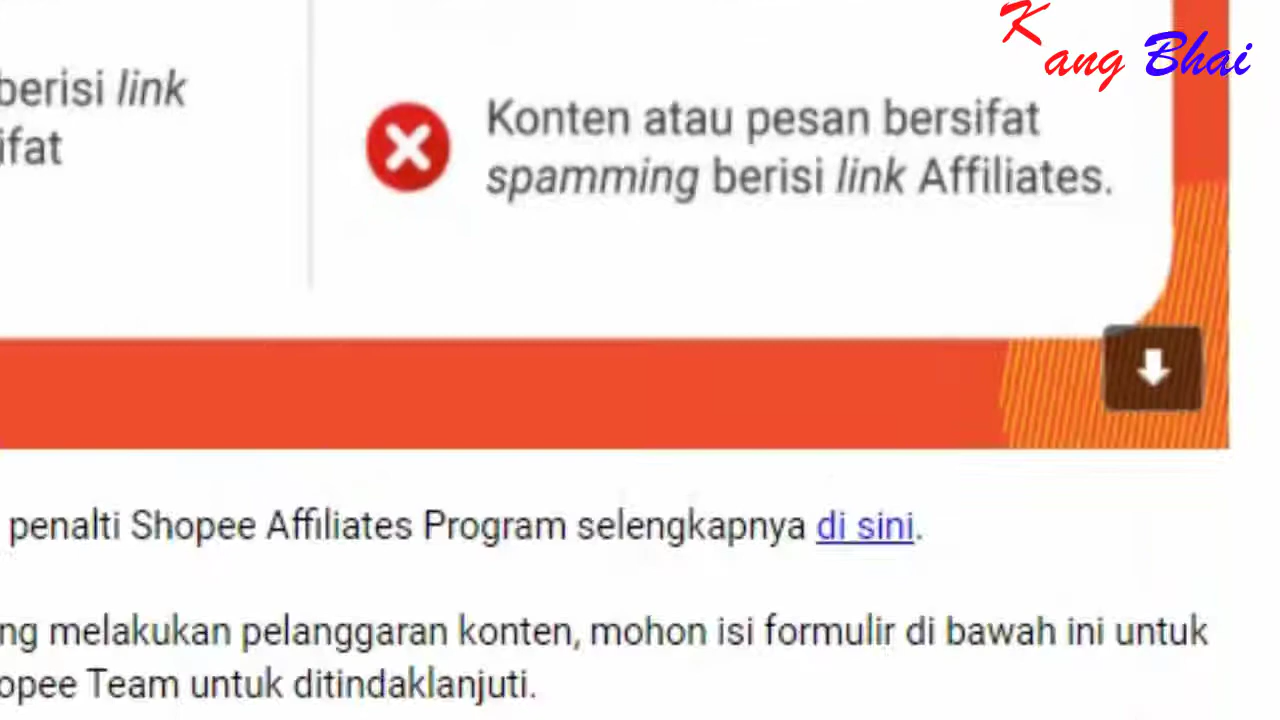 Kang Bhai
berisi link
ifat
Konten atau pesan bersifat
spamming berisi link Affiliates.
penalti Shopee Affiliates Program selengkapnya di sini.
ng melakukan pelanggaran konten, mohon isi formulir di bawah ini untuk
opee Team untuk ditindaklanjuti.